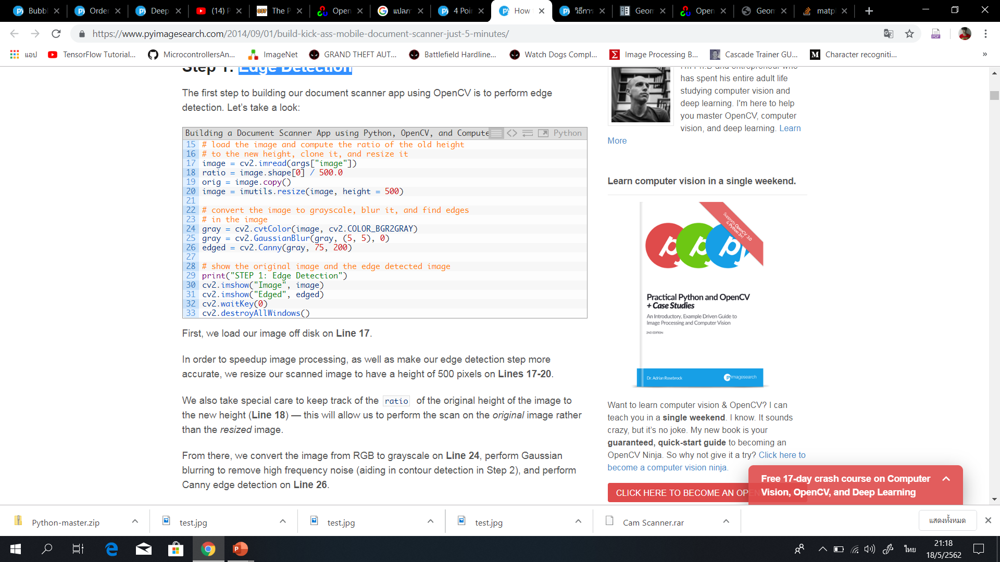 Bubbl
Order
Deep
(14) P
The P
Open
แปลภา
4 Poi
How
วิธีการ
Geom
Open
Geom
matp
https://www.pyimagesearch.com/2014/09/01/build-kick-ass-mobile-document-scanner-just-5-minutes/
แอป
TensorFlow Tutorial...
MicrocontrollersAn...
ImageNet
GRAND THEFT AUT...
Battlefield Hardline...
Watch Dogs Compl...
Image Processing B...
Cascade Trainer GU...
Character recogniti...
»
Step 1: Edge Detection
The first step to building our document scanner app using OpenCV is to perform edge
detection. Let's take a look:
Building a Document Scanner App using Python, OpenCV, and Compute
Python
15 # load the image and compute the ratio of the old height
16 # to the new height, clone it, and resize it
17 image = cv2.imread(args["image"])
18 ratio = image.shape[0] / 500.0
19 orig = image.copy()
20 image = imutils.resize(image, height = 500)
21
22 # convert the image to grayscale, blur it, and find edges
23 # in the image
24 gray = cv2.cvtColor(image, cv2.COLOR_BGR2GRAY)
25 gray = cv2.GaussianBlur(gray, (5, 5), 0)
26 edged = cv2.Canny(gray, 75, 200)
27
28 # show the original image and the edge detected image
29 print("STEP 1: Edge Detection")
30 cv2.imshow("Image", image)
31 cv2.imshow("Edged", edged)
32 cv2.waitKey(0)
33 cv2.destroyAllWindows()
First, we load our image off disk on Line 17.
In order to speedup image processing, as well as make our edge detection step more
accurate, we resize our scanned image to have a height of 500 pixels on Lines 17-20.
We also take special care to keep track of the ratio of the original height of the image to
the new height (Line 18) — this will allow us to perform the scan on the original image rather
than the resized image.
From there, we convert the image from RGB to grayscale on Line 24, perform Gaussian
blurring to remove high frequency noise (aiding in contour detection in Step 2), and perform
Canny edge detection on Line 26.
I'm Ph.D and entrepreneur who
has spent his entire adult life
studying computer vision and
deep learning. I'm here to help
you master OpenCV, computer
vision, and deep learning. Learn
More
Learn computer vision in a single weekend.
Supports OpenCV 3.0
& Python 3+!
py py py
Practical Python and OpenCV
+ Case Studies
An Introductory, Example Driven Guide to
Image Processing and Computer Vision
2ND EDITION
Dr. Adrian Rosebrock
pyimagesearch
Want to learn computer vision & OpenCV? I can
teach you in a single weekend. I know. It sounds
crazy, but it's no joke. My new book is your
guaranteed, quick-start guide to becoming an
OpenCV Ninja. So why not give it a try? Click here to
become a computer vision ninja.
CLICK HERE TO BECOME AN OPEN
Free 17-day crash course on Computer
Vision, OpenCV, and Deep Learning
Python-master.zip
test.jpg
test.jpg
test.jpg
Cam Scanner.rar
แสดงทั้งหมด
ไทย
21:18
18/5/2562